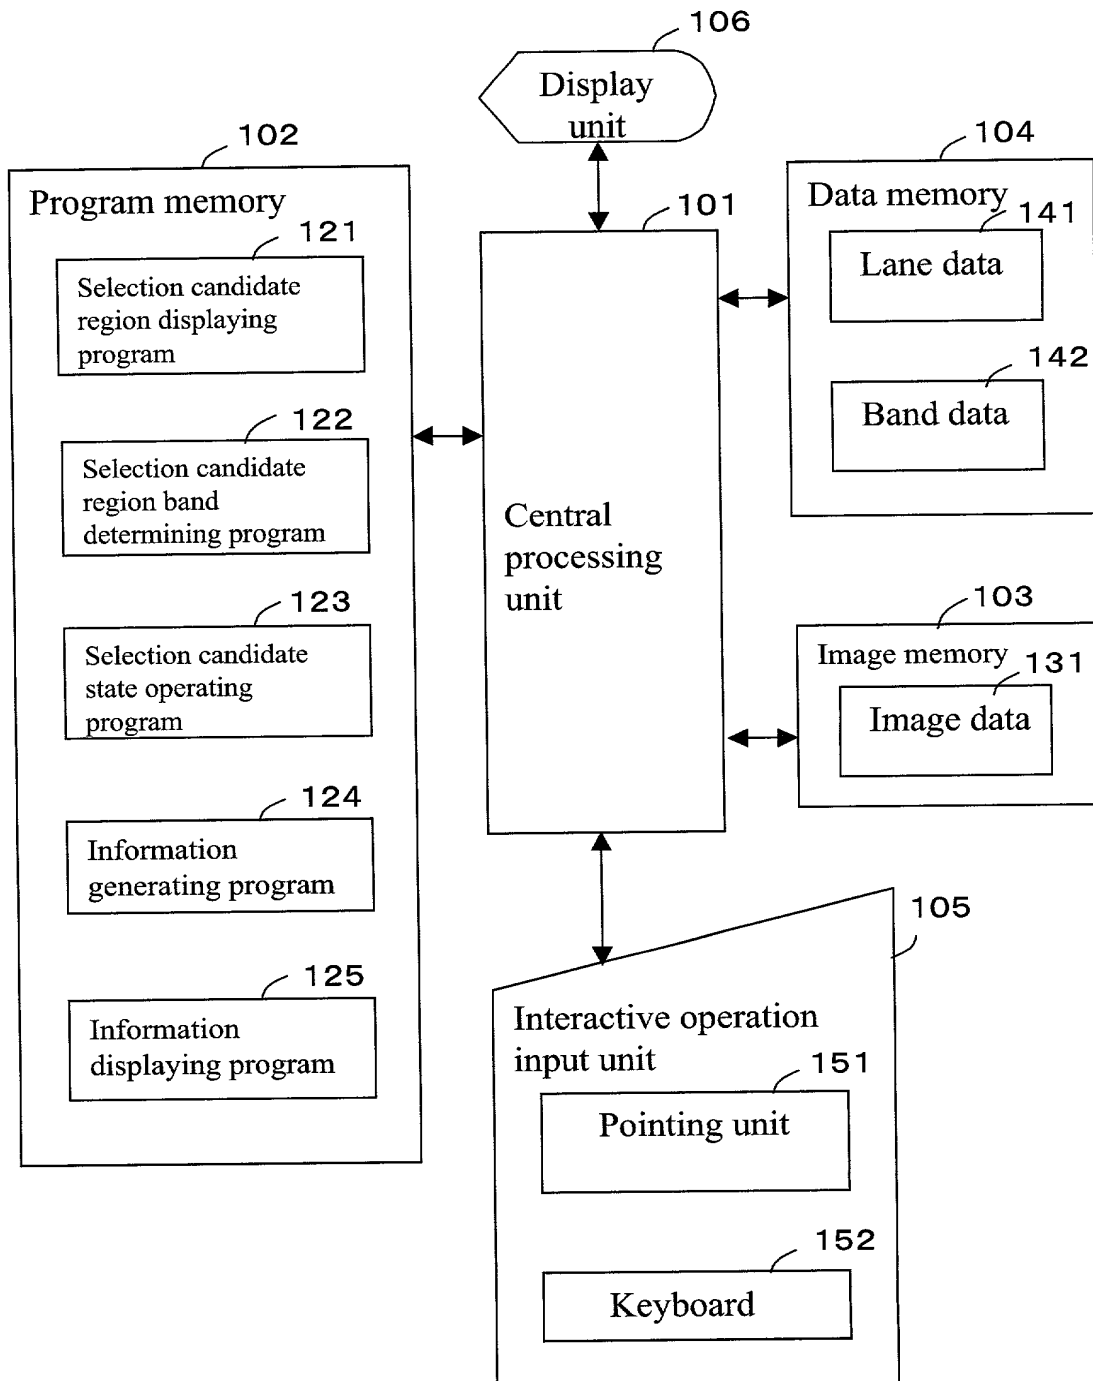 106
Display
unit
102
Program memory
121
Selection candidate
region displaying
program
122
Selection candidate
region band
determining program
123
Selection candidate
state operating
program
124
Information
generating program
125
Information
displaying program
101
Central
processing
unit
104
Data memory
141
Lane data
142
Band data
103
Image memory
131
Image data
105
Interactive operation
input unit
151
Pointing unit
152
Keyboard